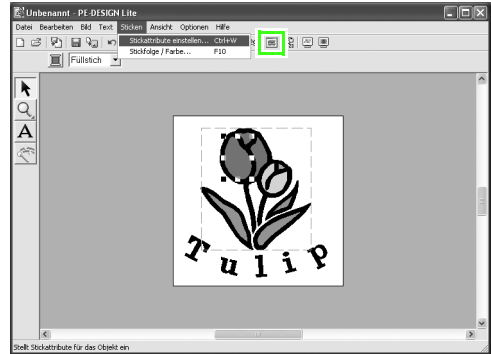 Unbenannt - PE-DESIGN Lite
Datei Bearbeiten Bild Text Sticken Ansicht Optionen Hilfe
Stickattribute einstellen... Ctrl+W
Stickfolge / Farbe... F10
Füllstich
A
Tulip
Stellt Stickattribute für das Objekt ein